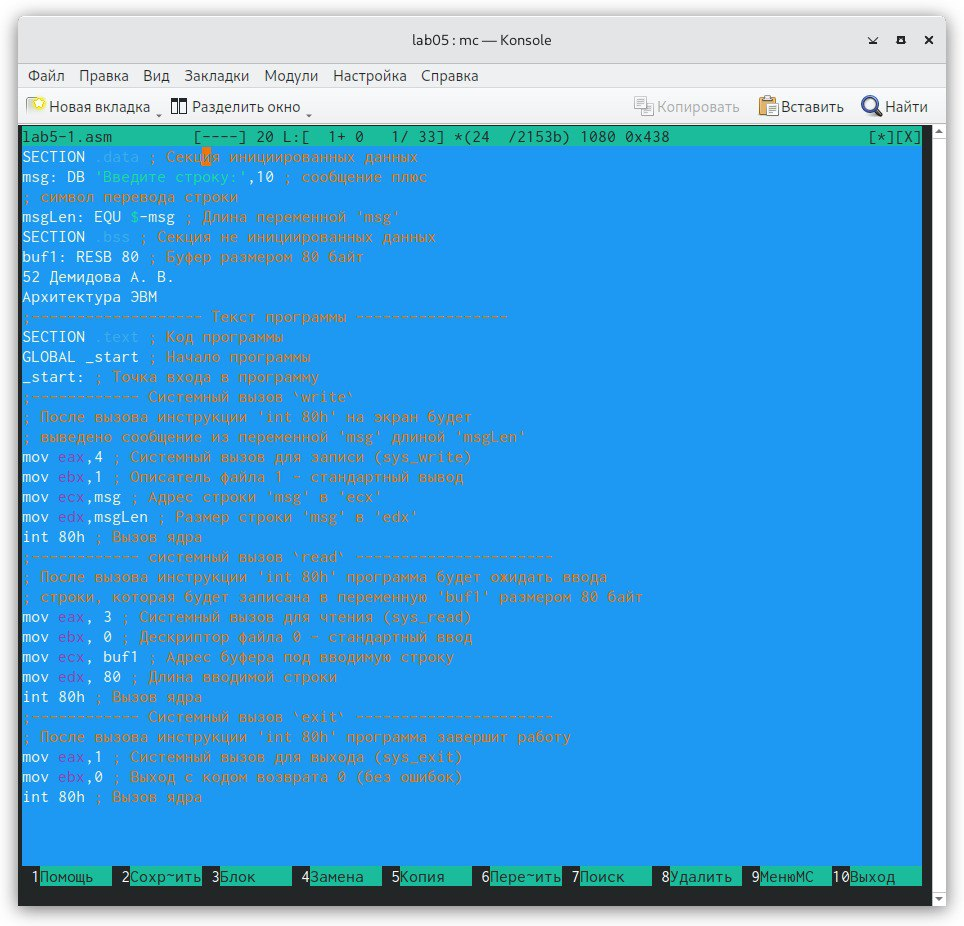 lab05 : mc — Konsole
Файл Правка Вид Закладки Модули Настройка Справка
Новая вкладка Разделить окно Копировать Вставить Найти
lab5-1.asm [----] 20 L:[ 1+ 0 1/ 33] *(24 /2153b) 1080 0x438 [*][X]
SECTION .data ; Секция инициированных данных
msg: DB 'Введите строку:',10 ; сообщение плюс
; символ перевода строки
msgLen: EQU $-msg ; Длина переменной 'msg'
SECTION .bss ; Секция не инициированных данных
buf1: RESB 80 ; Буфер размером 80 байт
52 Демидова А. В.
Архитектура ЭВМ
;------------------- Текст программы -----------------
SECTION .text ; Код программы
GLOBAL _start ; Начало программы
_start: ; Точка входа в программу
;------------ Системный вызов `write`
; После вызова инструкции 'int 80h' на экран будет
; выведено сообщение из переменной 'msg' длиной 'msgLen'
mov eax,4 ; Системный вызов для записи (sys_write)
mov ebx,1 ; Описатель файла 1 - стандартный вывод
mov ecx,msg ; Адрес строки 'msg' в 'ecx'
mov edx,msgLen ; Размер строки 'msg' в 'edx'
int 80h ; Вызов ядра
;------------ системный вызов `read` ----------------------
; После вызова инструкции 'int 80h' программа будет ожидать ввода
; строки, которая будет записана в переменную 'buf1' размером 80 байт
mov eax, 3 ; Системный вызов для чтения (sys_read)
mov ebx, 0 ; Дескриптор файла 0 - стандартный ввод
mov ecx, buf1 ; Адрес буфера под вводимую строку
mov edx, 80 ; Длина вводимой строки
int 80h ; Вызов ядра
;------------ Системный вызов `exit` ----------------------
; После вызова инструкции 'int 80h' программа завершит работу
mov eax,1 ; Системный вызов для выхода (sys_exit)
mov ebx,0 ; Выход с кодом возврата 0 (без ошибок)
int 80h ; Вызов ядра
1Помощь 2Сохр~ить 3Блок 4Замена 5Копия 6Пере~ить 7Поиск 8Удалить 9МенюMC 10Выход